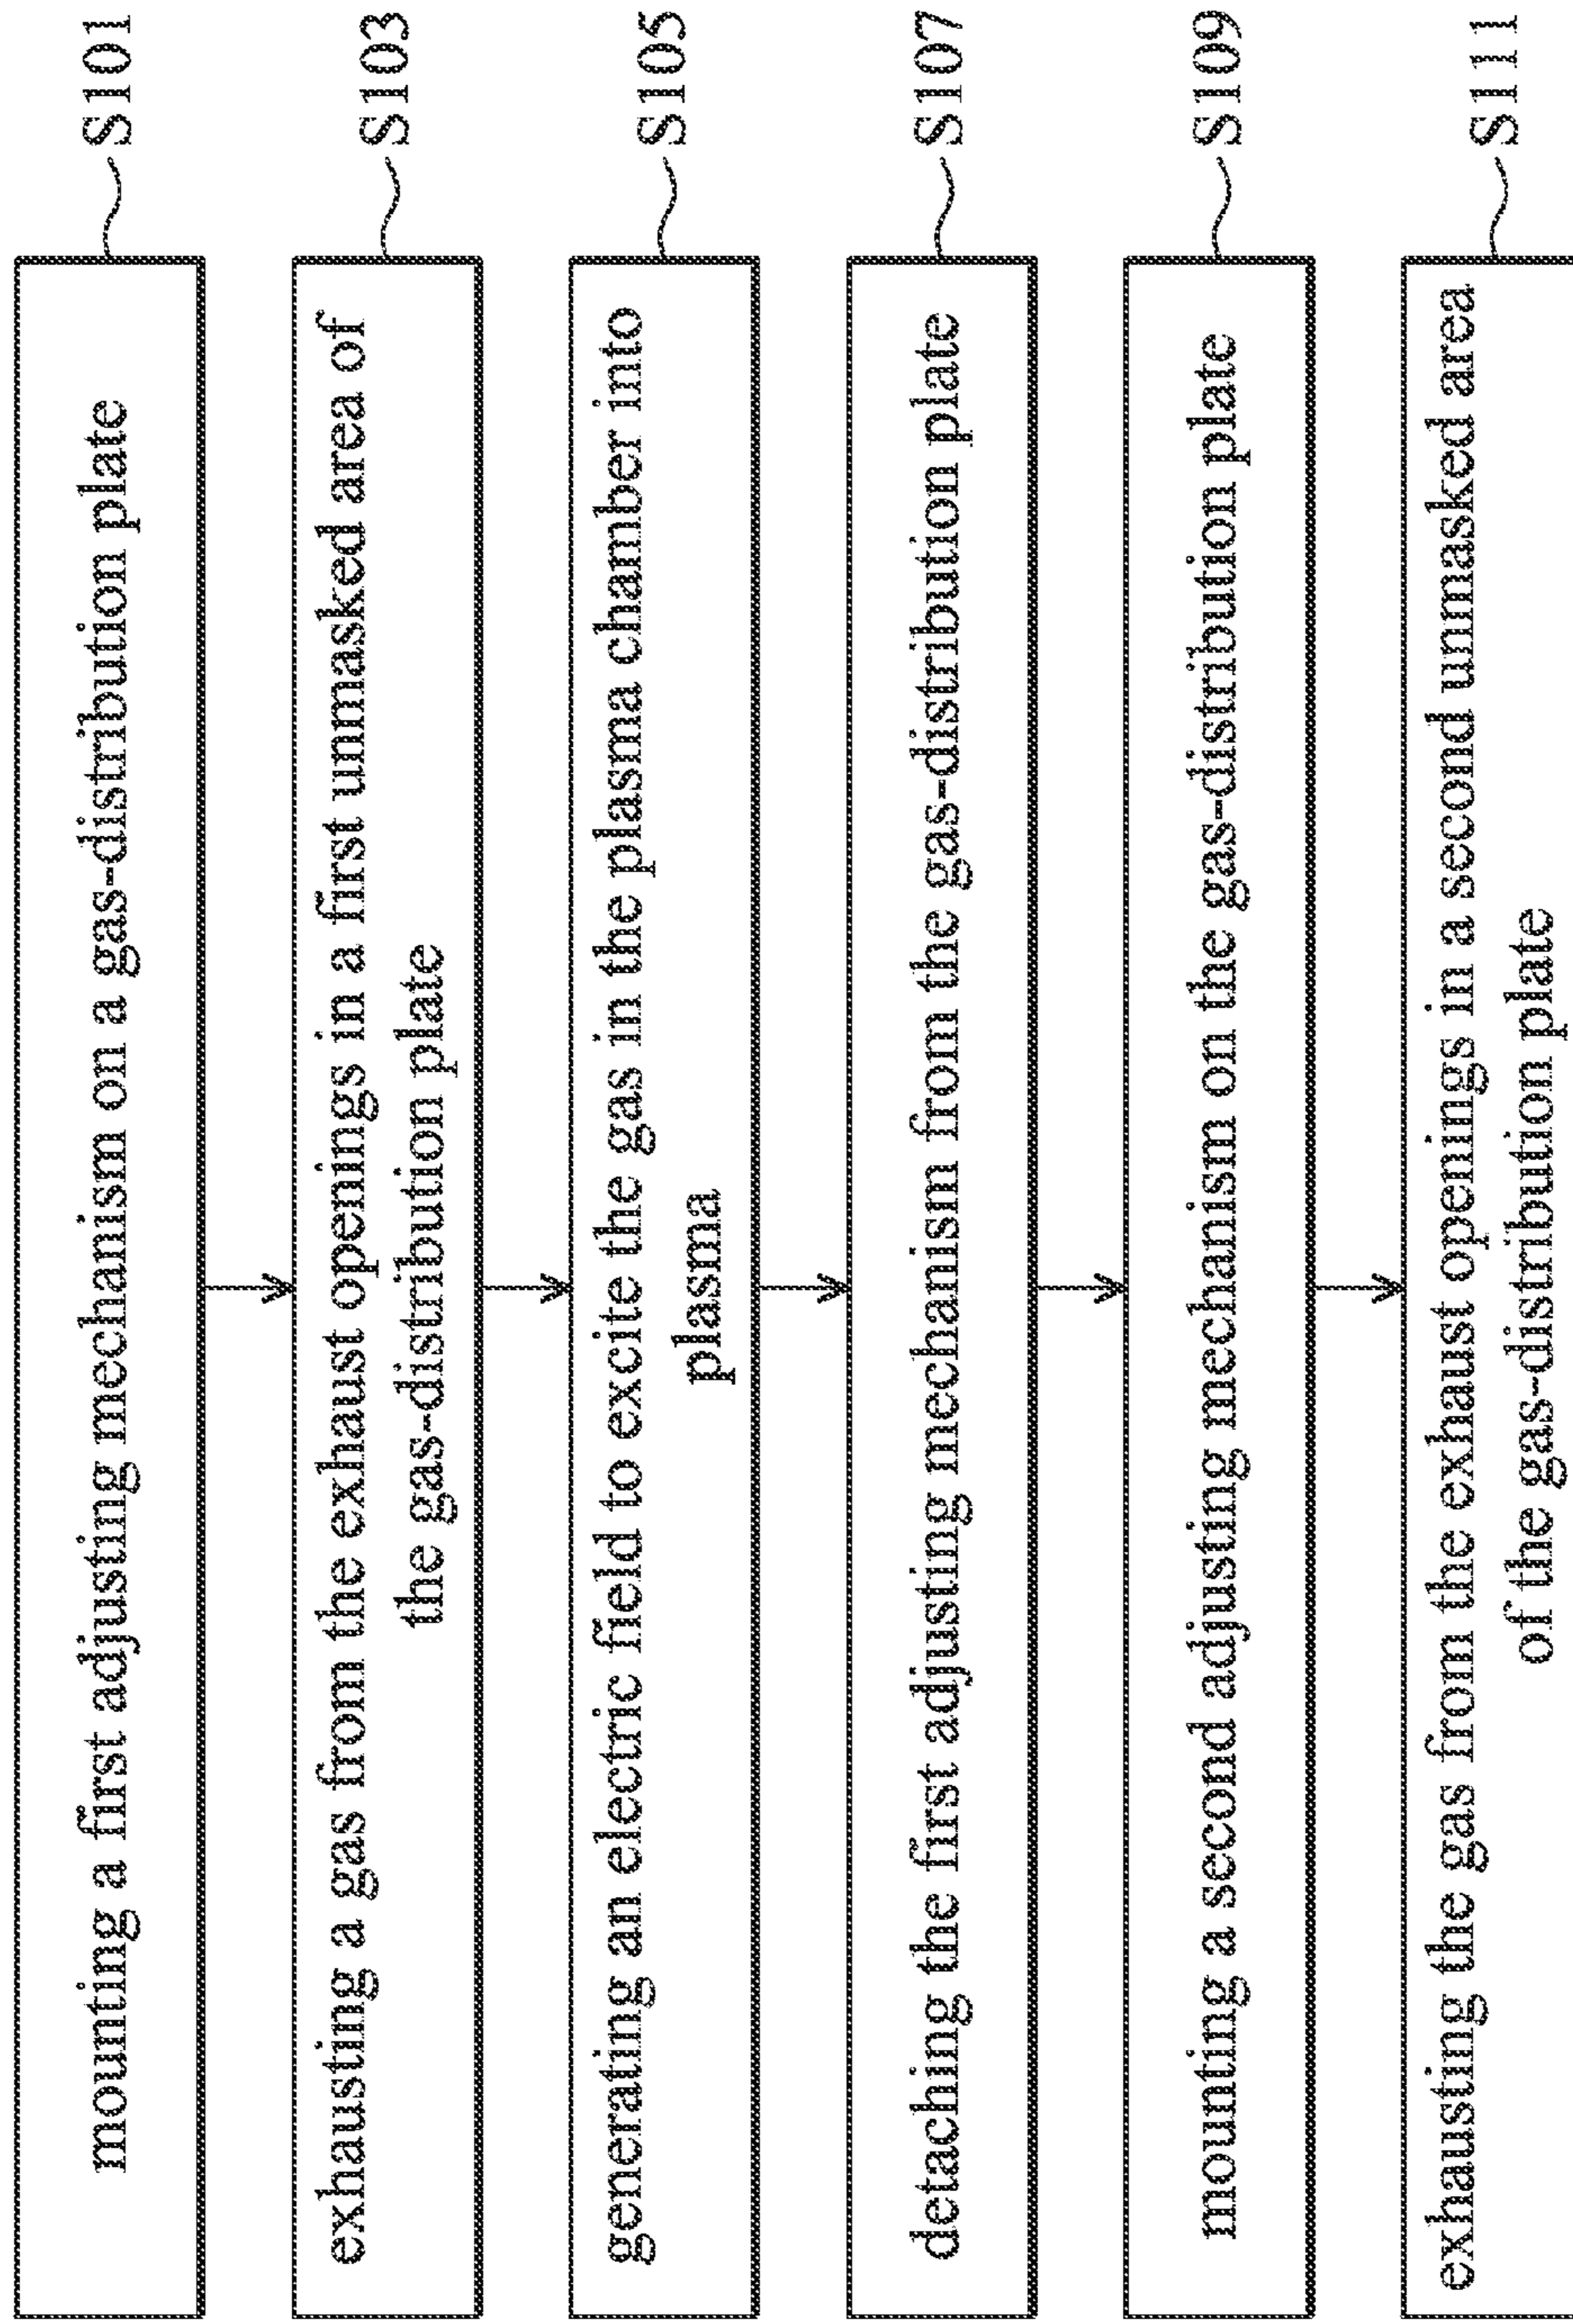 mounting a first adjusting mechanism on a gas-distribution plate
S101
exhausting a gas from the exhaust openings in a first unmasked area of
the gas-distribution plate
S103
generating an electric field to excite the gas in the plasma chamber into
plasma
S105
detaching the first adjusting mechanism from the gas-distribution plate
S107
mounting a second adjusting mechanism on the gas-distribution plate
S109
exhausting the gas from the exhaust openings in a second unmasked area
of the gas-distribution plate
S111